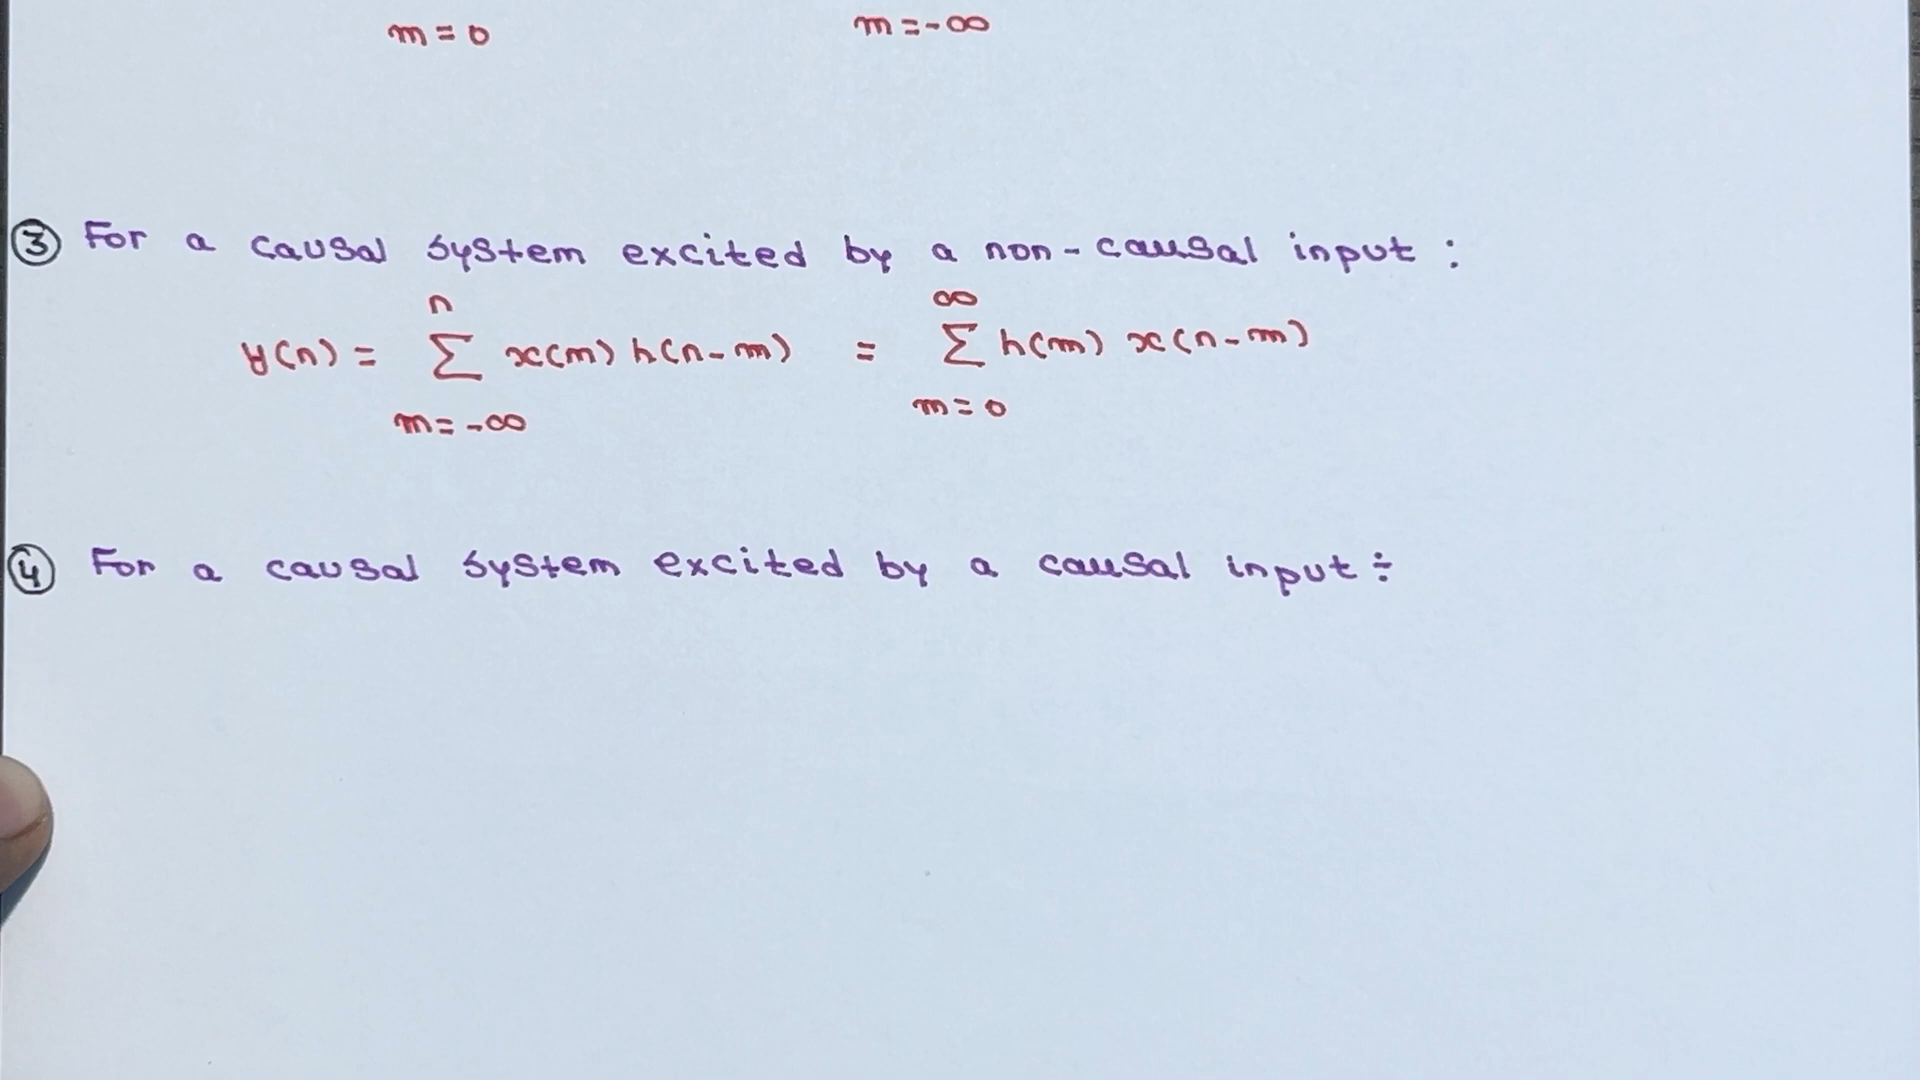 m = 0 m = -∞
③ For a causal system excited by a non-causal input :
n ∞
y(n) = Σ x(m) h(n-m) = Σ h(m) x(n-m)
m = -∞ m = 0
④ For a causal system excited by a causal input ÷